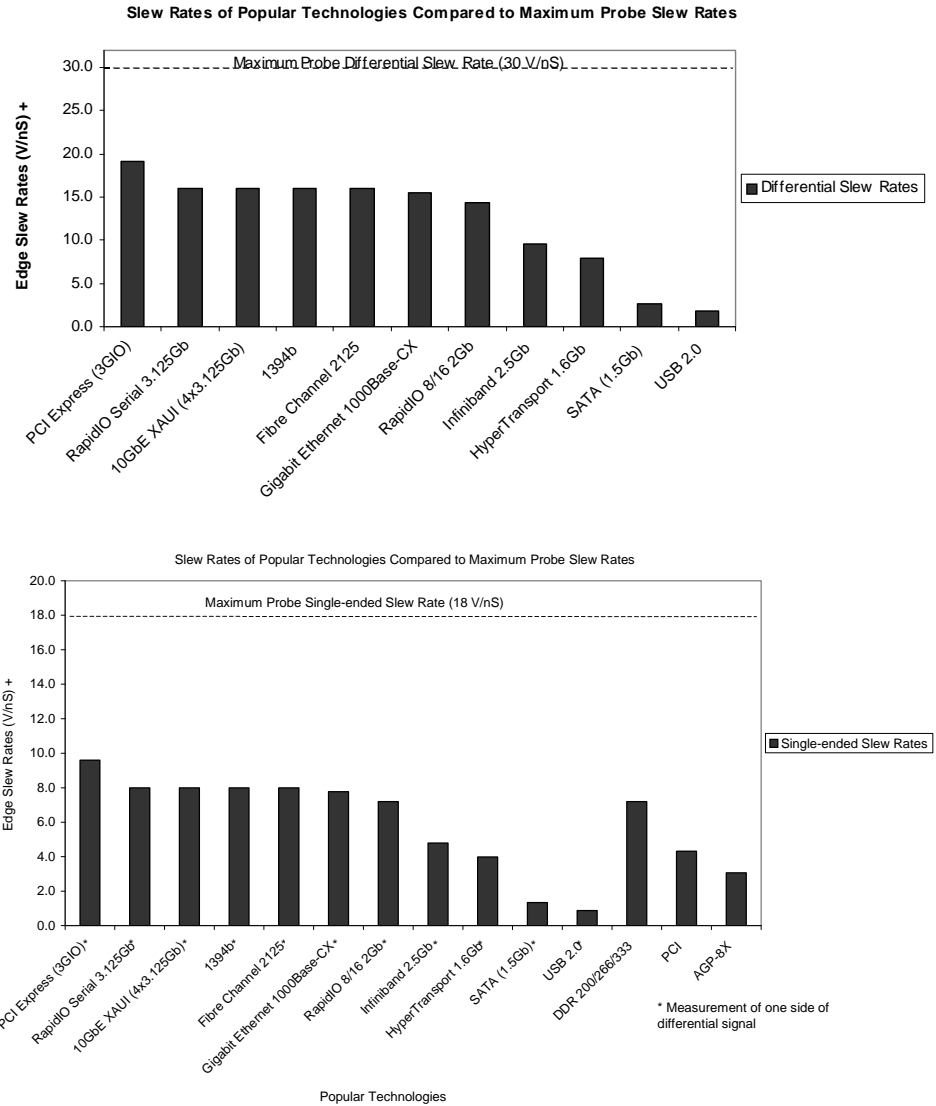 Slew Rates of Popular Technologies Compared to Maximum Probe Slew Rates
Maximum Probe Differential Slew Rate (30 V/nS)
Edge Slew Rates (V/nS) +
30.0
25.0
20.0
15.0
10.0
5.0
0.0
Differential Slew Rates
PCI Express (3GIO)
RapidIO Serial 3.125Gb
10GbE XAUI (4x3.125Gb)
1394b
Fibre Channel 2125
Gigabit Ethernet 1000Base-CX
RapidIO 8/16 2Gb
Infiniband 2.5Gb
HyperTransport 1.6Gb
SATA (1.5Gb)
USB 2.0
Slew Rates of Popular Technologies Compared to Maximum Probe Slew Rates
Maximum Probe Single-ended Slew Rate (18 V/nS)
Edge Slew Rates (V/nS) +
20.0
18.0
16.0
14.0
12.0
10.0
8.0
6.0
4.0
2.0
0.0
Single-ended Slew Rates
PCI Express (3GIO)*
RapidIO Serial 3.125Gb*
10GbE XAUI (4x3.125Gb)*
1394b*
Fibre Channel 2125*
Gigabit Ethernet 1000Base-CX*
RapidIO 8/16 2Gb*
Infiniband 2.5Gb*
HyperTransport 1.6Gb*
SATA (1.5Gb)*
USB 2.0*
DDR 200/266/333
PCI
AGP-8X
* Measurement of one side of
differential signal
Popular Technologies